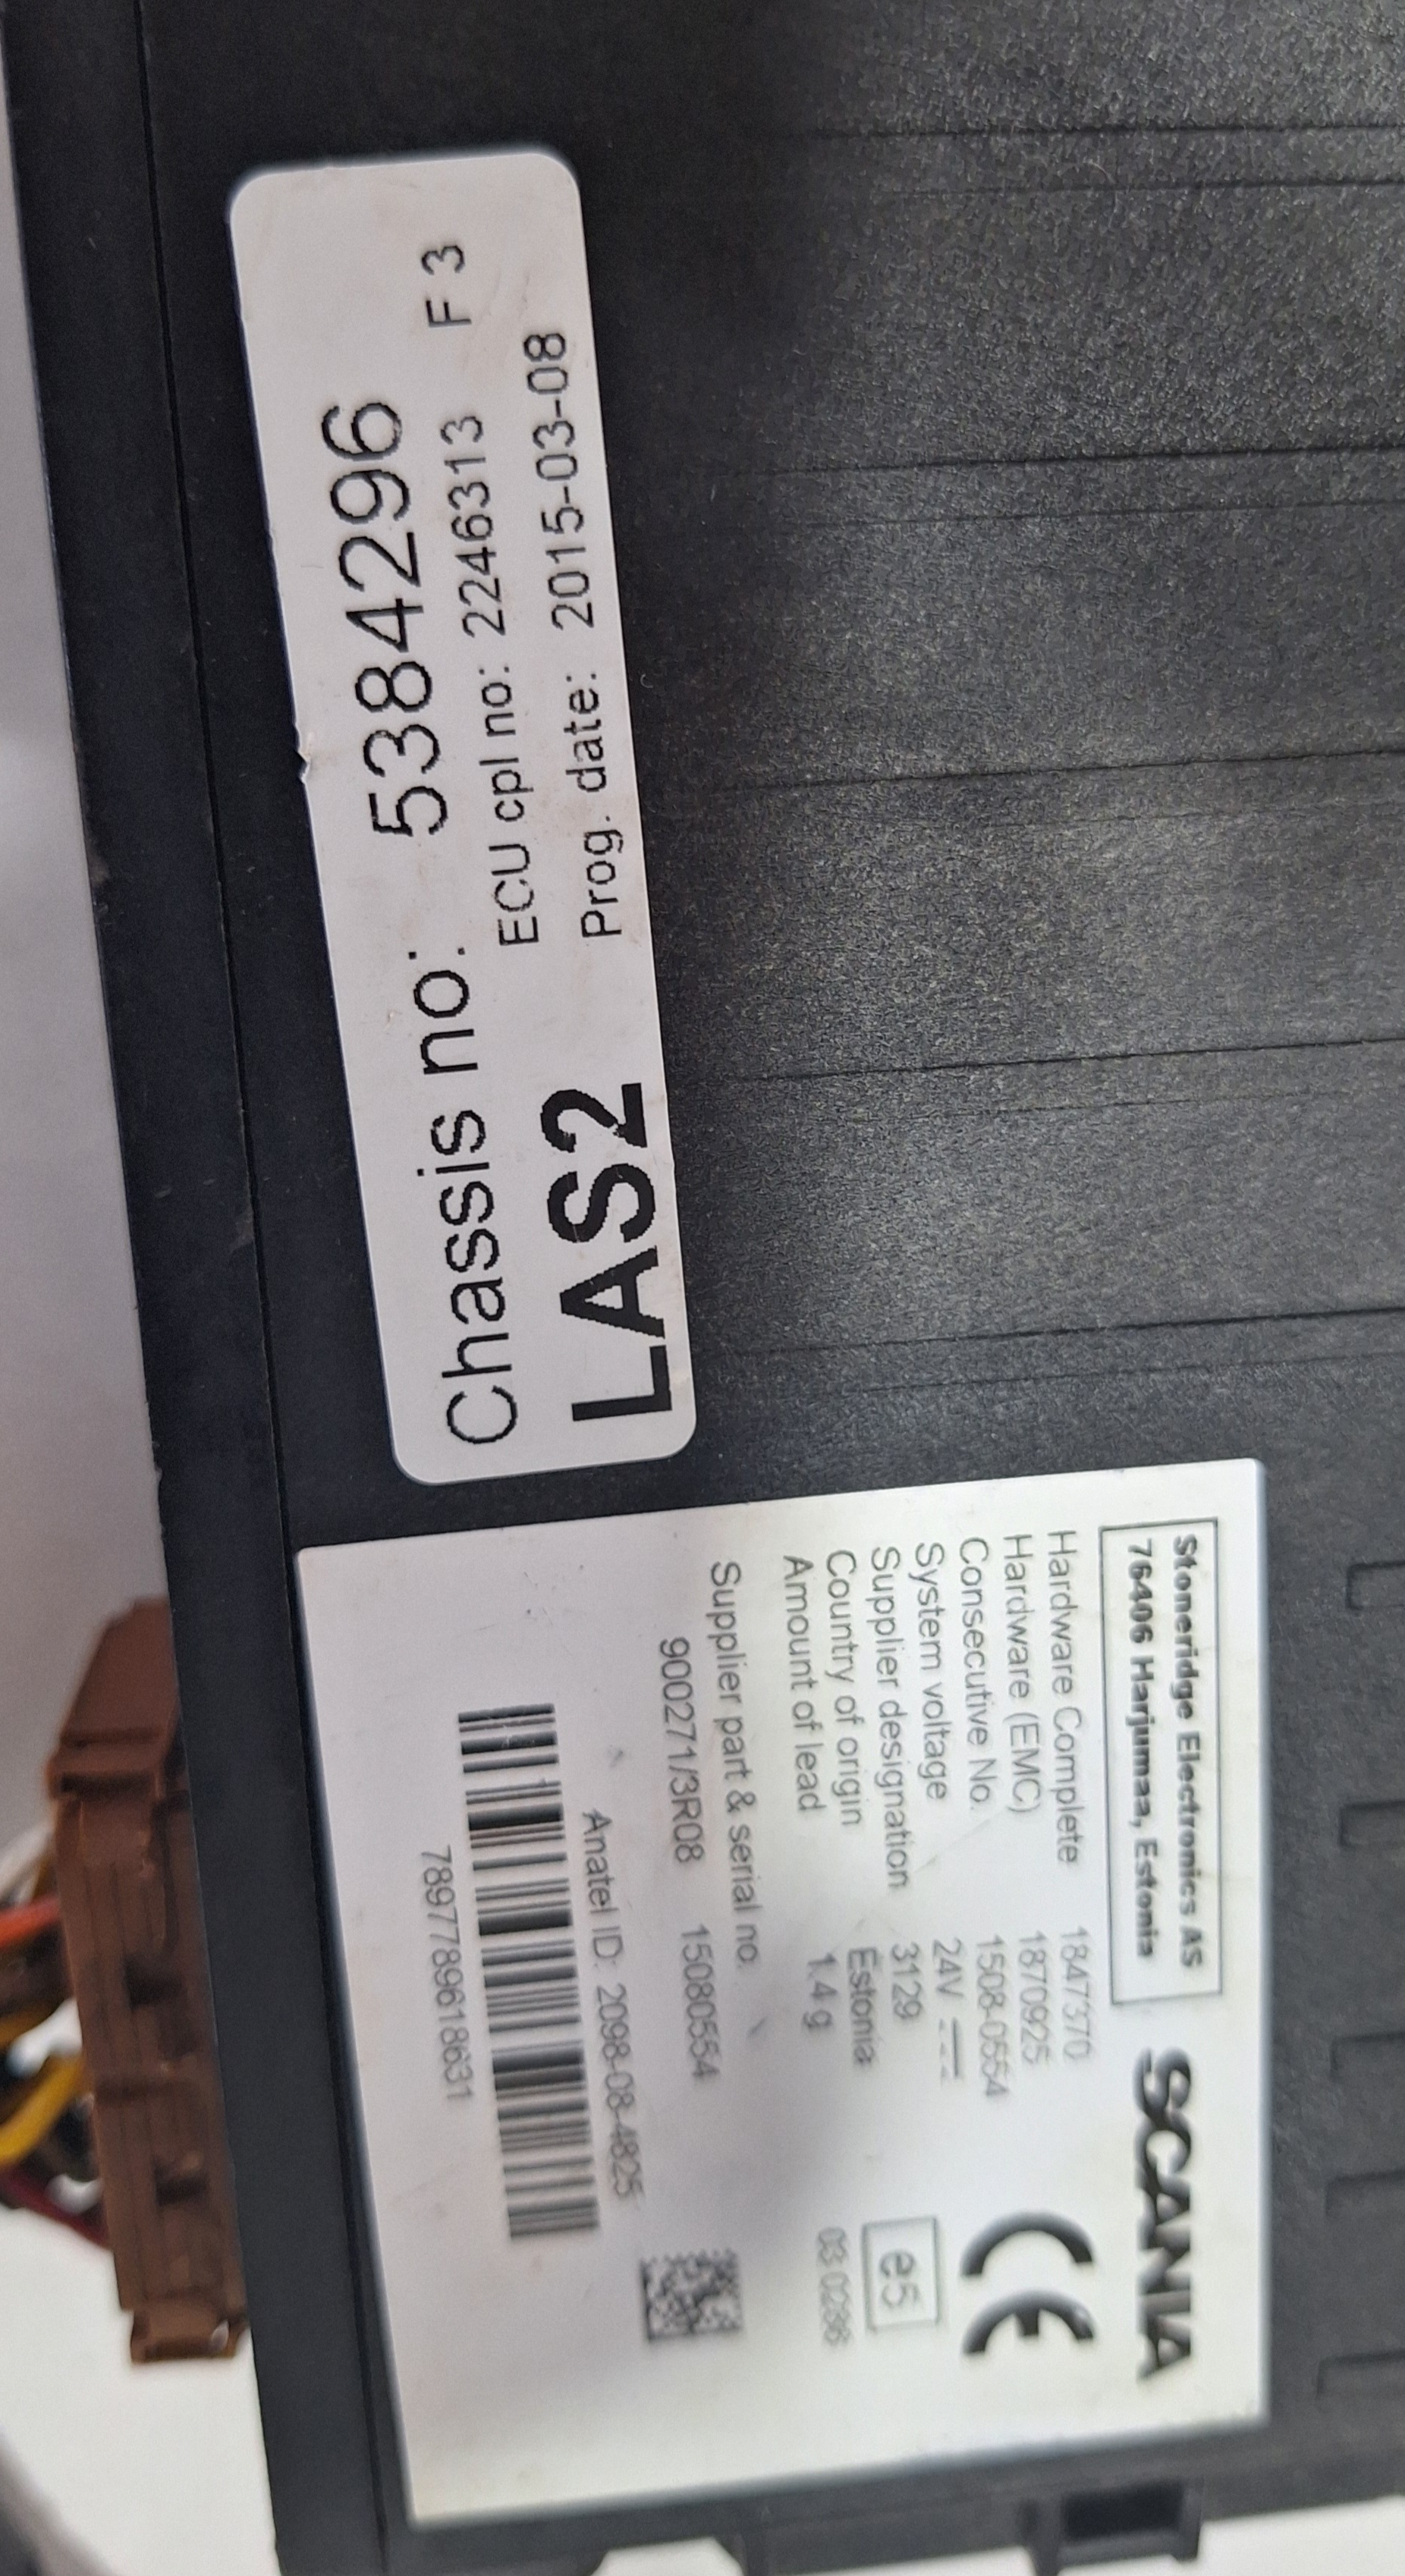 Chassis no: 5384296
ECU cpl no: 2246313 F 3
LAS2 Prog. date: 2015-03-08
Stoneridge Electronics AS
76406 Harjumaa, Estonia
SCANIA
Hardware Complete 1847370
Hardware (EMC) 1870925
Consecutive No. 1508-0554
System voltage 24V
Supplier designation 3129
Country of origin Estonia
Amount of lead 1.4 g
CE
e5
03 0286
Supplier part & serial no.
900271/3R08 15080554
Anatel ID: 2098-08-4825
7897789618631